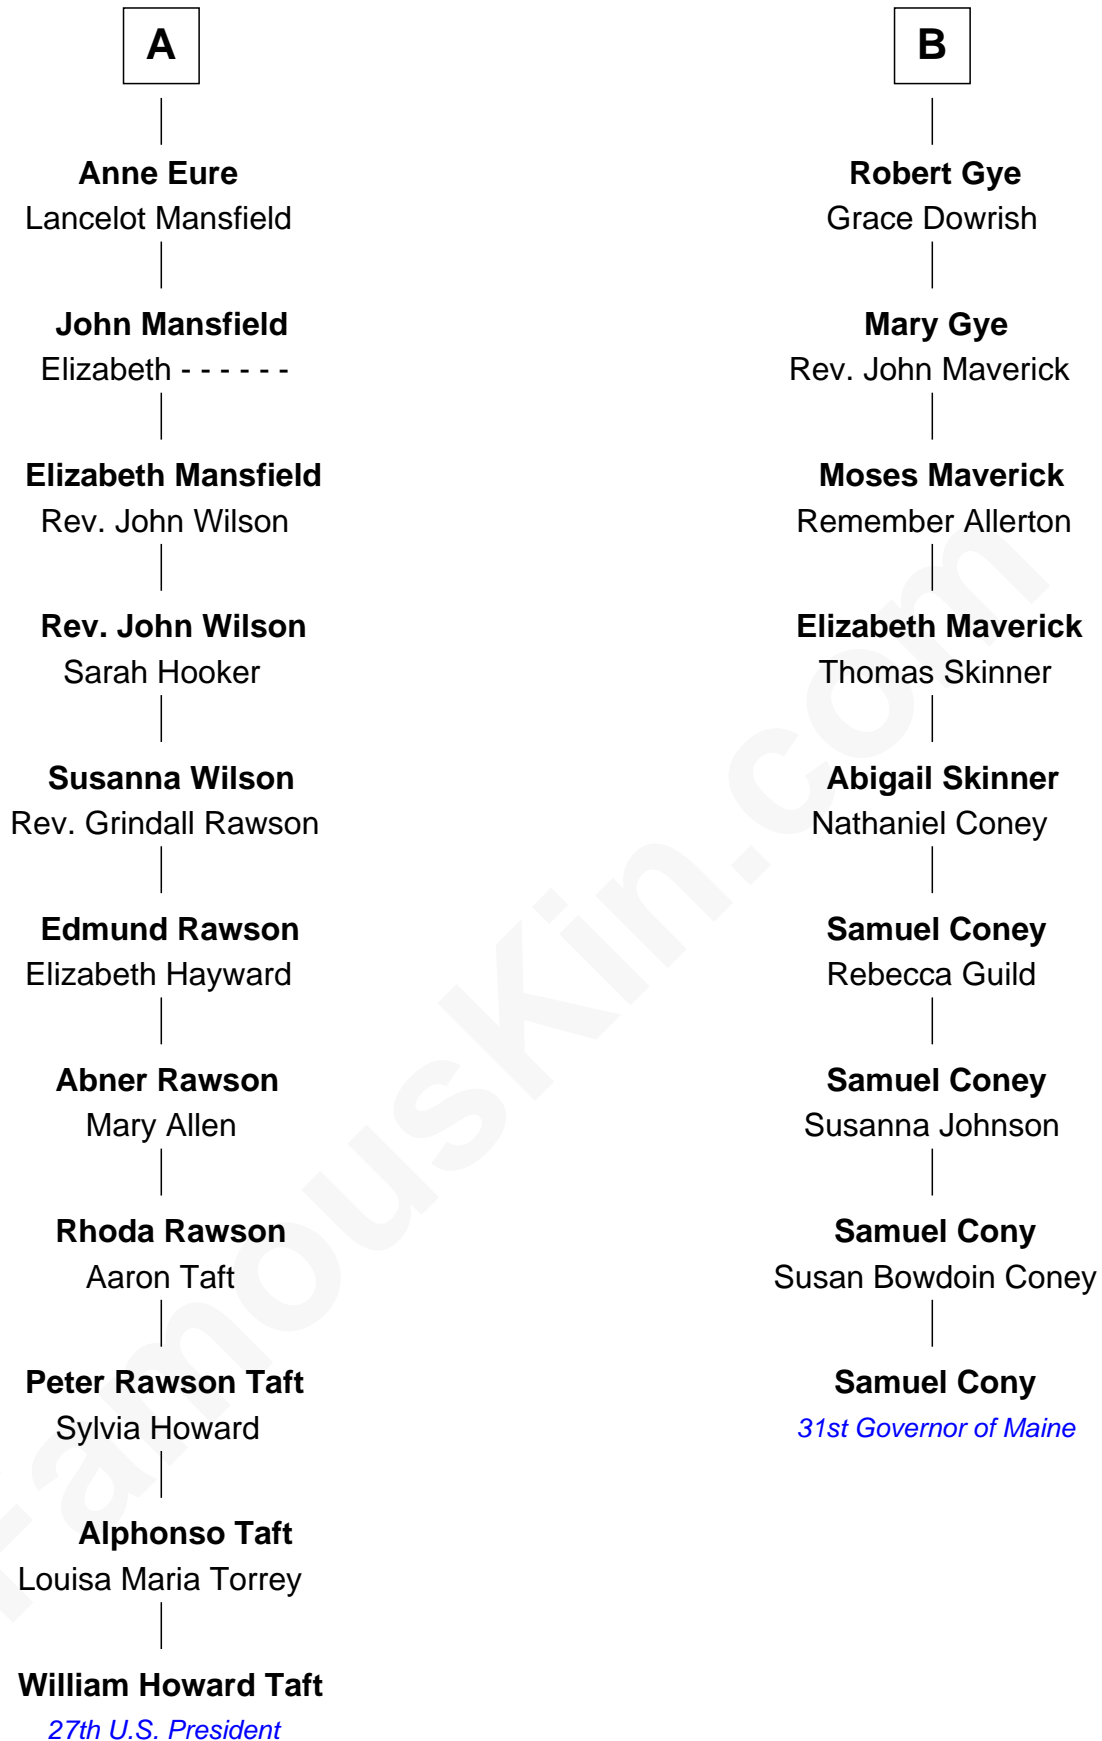 A
Anne Eure
Lancelot Mansfield
John Mansfield
Elizabeth - - - - - -
Elizabeth Mansfield
Rev. John Wilson
Rev. John Wilson
Sarah Hooker
Susanna Wilson
Rev. Grindall Rawson
Edmund Rawson
Elizabeth Hayward
Abner Rawson
Mary Allen
Rhoda Rawson
Aaron Taft
Peter Rawson Taft
Sylvia Howard
Alphonso Taft
Louisa Maria Torrey
William Howard Taft
27th U.S. President
B
Robert Gye
Grace Dowrish
Mary Gye
Rev. John Maverick
Moses Maverick
Remember Allerton
Elizabeth Maverick
Thomas Skinner
Abigail Skinner
Nathaniel Coney
Samuel Coney
Rebecca Guild
Samuel Coney
Susanna Johnson
Samuel Cony
Susan Bowdoin Coney
Samuel Cony
31st Governor of Maine
FamousKin.com